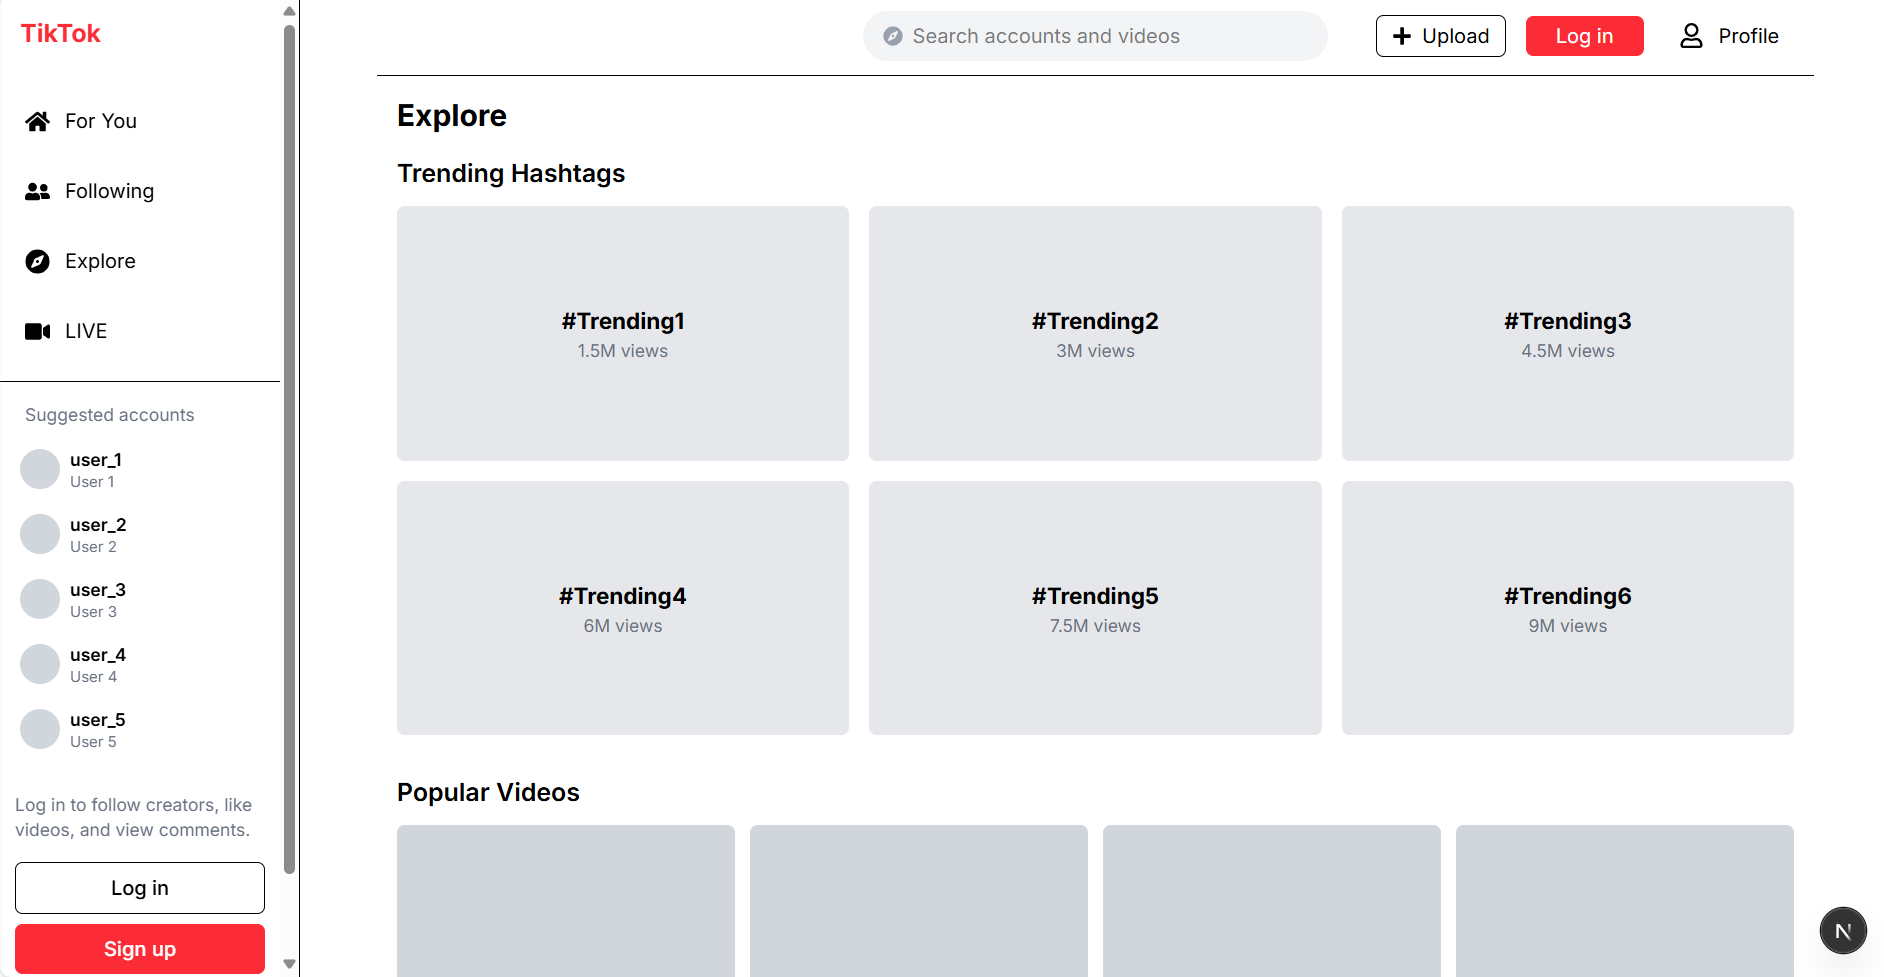 TikTok
For You
Following
Explore
LIVE
Suggested accounts
user_1
User 1
user_2
User 2
user_3
User 3
user_4
User 4
user_5
User 5
Log in to follow creators, like
videos, and view comments.
Log in
Sign up
Search accounts and videos
Upload
Log in
Profile
Explore
Trending Hashtags
#Trending1
1.5M views
#Trending2
3M views
#Trending3
4.5M views
#Trending4
6M views
#Trending5
7.5M views
#Trending6
9M views
Popular Videos
N